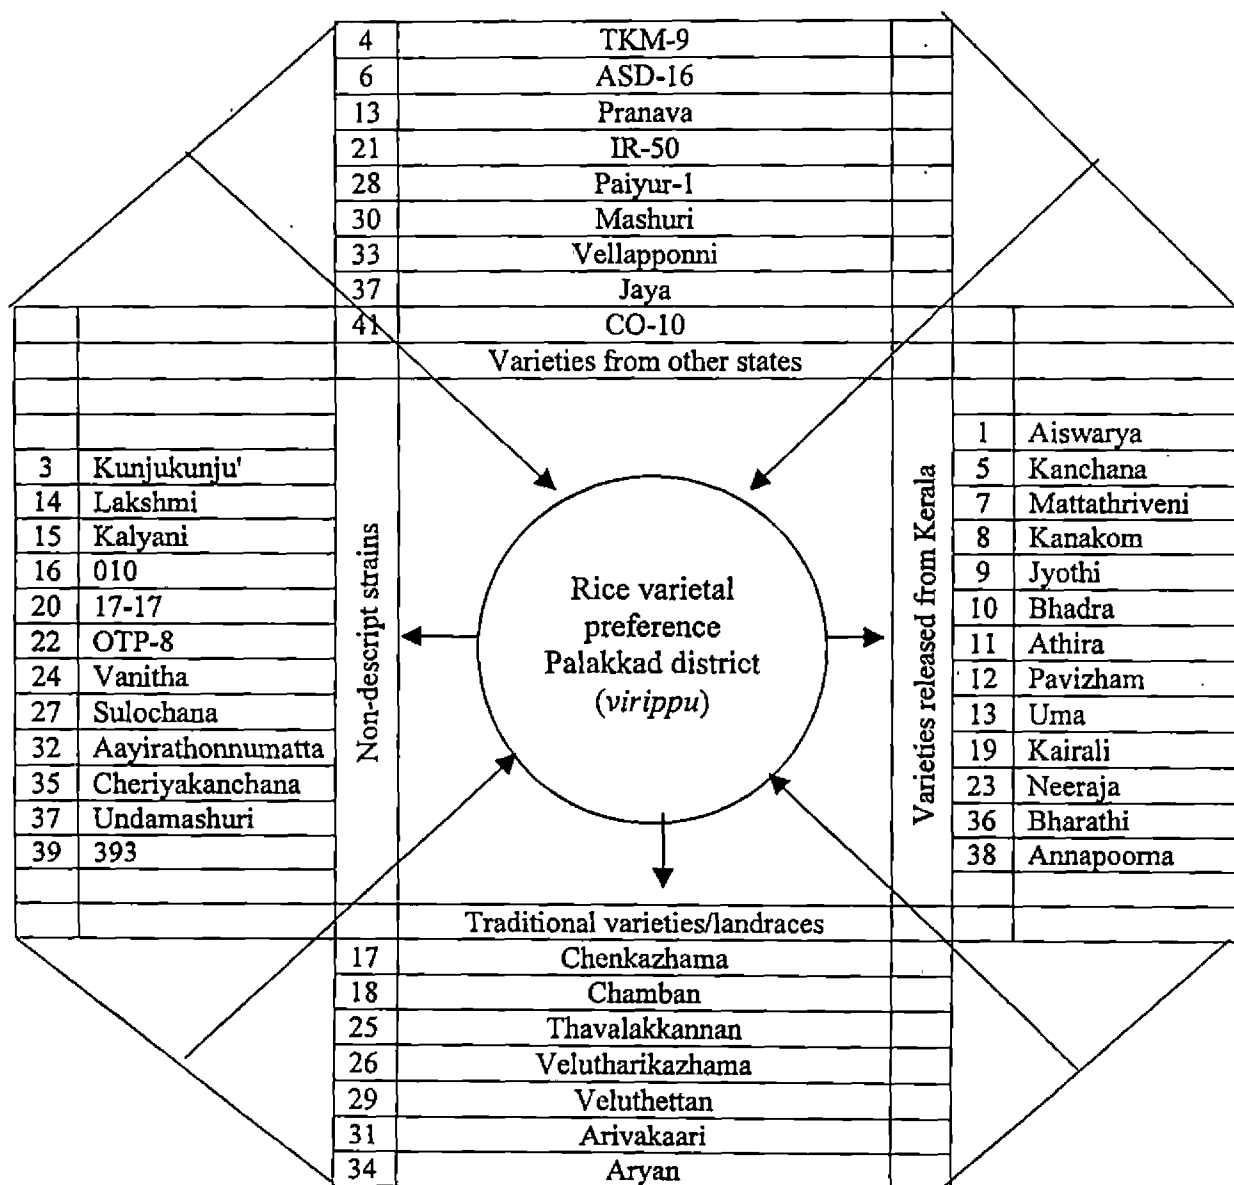 4 TKM-9
6 ASD-16
13 Pranava
21 IR-50
28 Paiyur-1
30 Mashuri
33 Vellapponni
37 Jaya
41 CO-10
Varieties from other states
3 Kunjukunju'
14 Lakshmi
15 Kalyani
16 010
20 17-17
22 OTP-8
24 Vanitha
27 Sulochana
32 Aayirathonnumatta
35 Cheriyakanchana
37 Undamashuri
39 393
Non-descript strains
Rice varietal
preference
Palakkad district
(virippu)
Varieties released from Kerala
1 Aiswarya
5 Kanchana
7 Mattathriveni
8 Kanakom
9 Jyothi
10 Bhadra
11 Athira
12 Pavizham
13 Uma
19 Kairali
23 Neeraja
36 Bharathi
38 Annapoorna
Traditional varieties/landraces
17 Chenkazhama
18 Chamban
25 Thavalakkannan
26 Velutharikazhama
29 Veluthettan
31 Arivakaari
34 Aryan